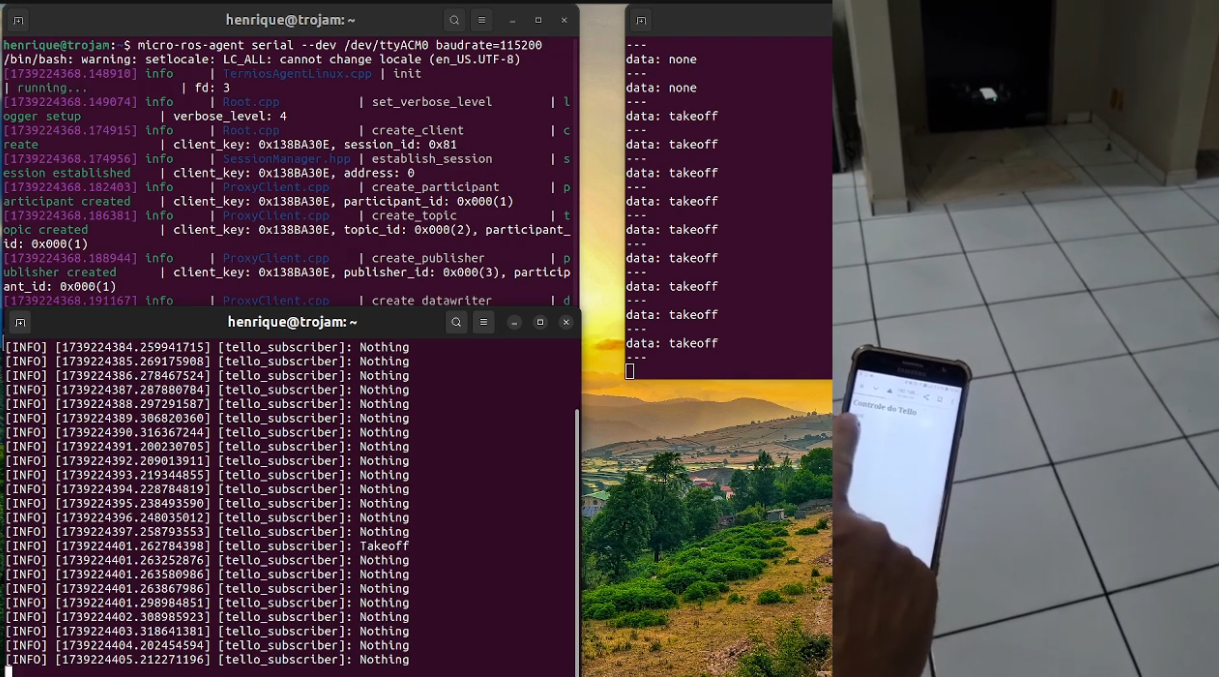 henrique@trojam: ~
henrique@trojam:~$ micro-ros-agent serial --dev /dev/ttyACM0 baudrate=115200
/bin/bash: warning: setlocale: LC_ALL: cannot change locale (en_US.UTF-8)
[1739224368.148910] info | TermiosAgentLinux.cpp | init
| running... | fd: 3
[1739224368.149074] info | Root.cpp | set_verbose_level | l
ogger setup | verbose_level: 4
[1739224368.174915] info | Root.cpp | create_client | c
reate | client_key: 0x138BA30E, session_id: 0x81
[1739224368.174956] info | SessionManager.hpp | establish_session | s
ession established | client_key: 0x138BA30E, address: 0
[1739224368.182403] info | ProxyClient.cpp | create_participant | p
articipant created | client_key: 0x138BA30E, participant_id: 0x000(1)
[1739224368.186381] info | ProxyClient.cpp | create_topic | t
opic created | client_key: 0x138BA30E, topic_id: 0x000(2), participant_
id: 0x000(1)
[1739224368.188944] info | ProxyClient.cpp | create_publisher | p
ublisher created | client_key: 0x138BA30E, publisher_id: 0x000(3), particip
ant_id: 0x000(1)
[1739224368.191167] info | ProxyClient.cpp | create_datawriter | d
henrique@trojam: ~
[INFO] [1739224384.259941715] [tello_subscriber]: Nothing
[INFO] [1739224385.269175908] [tello_subscriber]: Nothing
[INFO] [1739224386.278467524] [tello_subscriber]: Nothing
[INFO] [1739224387.287880784] [tello_subscriber]: Nothing
[INFO] [1739224388.297291587] [tello_subscriber]: Nothing
[INFO] [1739224389.306820360] [tello_subscriber]: Nothing
[INFO] [1739224390.316367244] [tello_subscriber]: Nothing
[INFO] [1739224391.200230705] [tello_subscriber]: Nothing
[INFO] [1739224392.209013911] [tello_subscriber]: Nothing
[INFO] [1739224393.219344855] [tello_subscriber]: Nothing
[INFO] [1739224394.228784819] [tello_subscriber]: Nothing
[INFO] [1739224395.238493590] [tello_subscriber]: Nothing
[INFO] [1739224396.248035012] [tello_subscriber]: Nothing
[INFO] [1739224397.258793553] [tello_subscriber]: Nothing
[INFO] [1739224401.262784398] [tello_subscriber]: Takeoff
[INFO] [1739224401.263252876] [tello_subscriber]: Nothing
[INFO] [1739224401.263580986] [tello_subscriber]: Nothing
[INFO] [1739224401.263867986] [tello_subscriber]: Nothing
[INFO] [1739224401.298984851] [tello_subscriber]: Nothing
[INFO] [1739224402.308985923] [tello_subscriber]: Nothing
[INFO] [1739224403.318641381] [tello_subscriber]: Nothing
[INFO] [1739224404.202454594] [tello_subscriber]: Nothing
[INFO] [1739224405.212271196] [tello_subscriber]: Nothing
---
data: none
---
data: none
---
data: takeoff
---
data: takeoff
---
data: takeoff
---
data: takeoff
---
data: takeoff
---
data: takeoff
---
data: takeoff
---
data: takeoff
---
data: takeoff
---
SAMSUNG
Controle do Tello